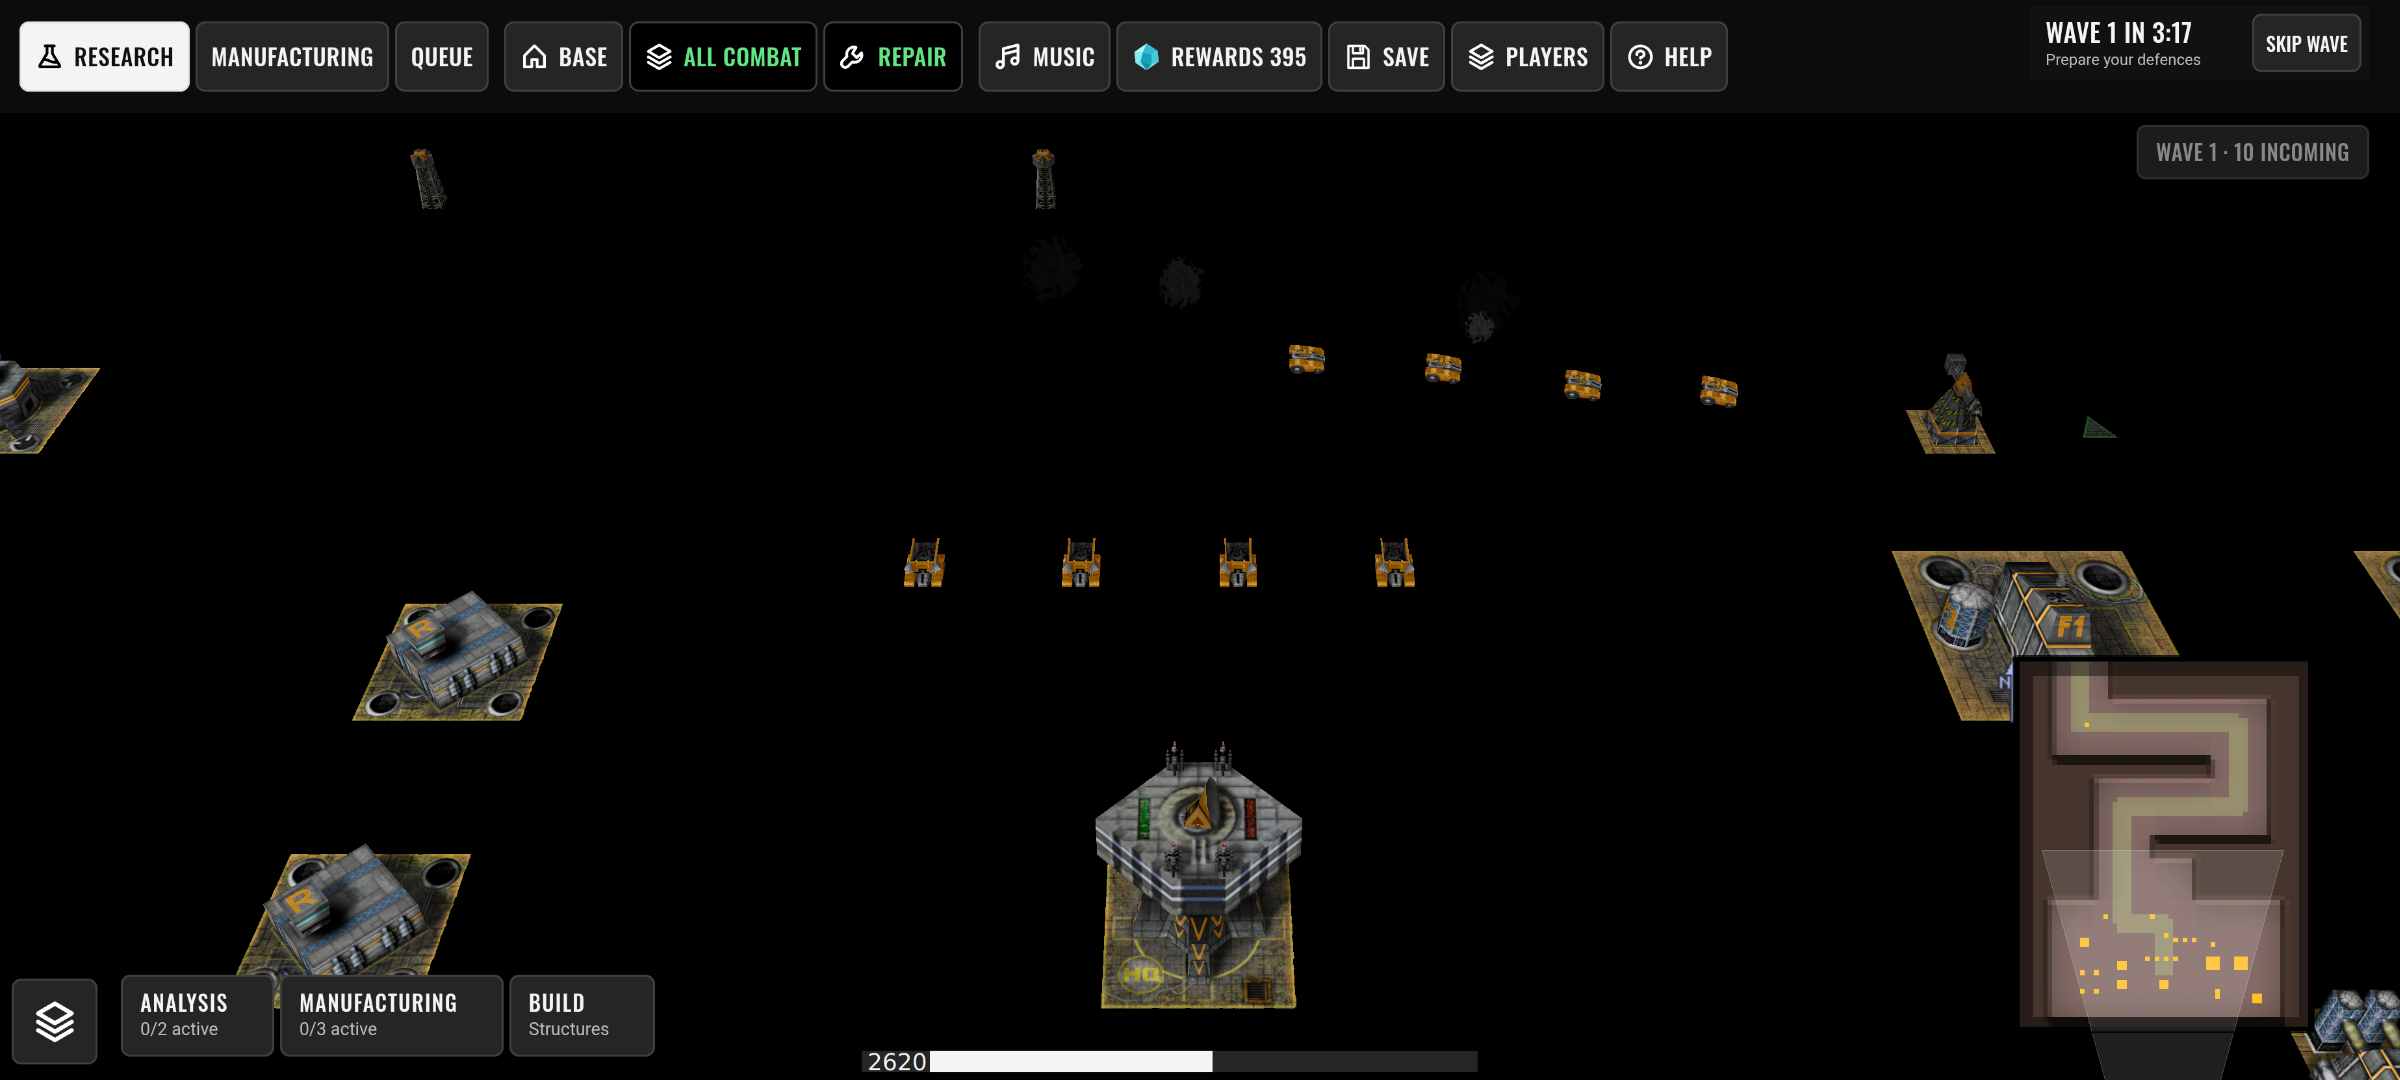 RESEARCH
MANUFACTURING
QUEUE
BASE
ALL COMBAT
REPAIR
MUSIC
REWARDS 395
SAVE
PLAYERS
HELP
WAVE 1 IN 3:17
Prepare your defences
SKIP WAVE
WAVE 1 · 10 INCOMING
R
F1
N
R
HQ
ANALYSIS
0/2 active
MANUFACTURING
0/3 active
BUILD
Structures
2620